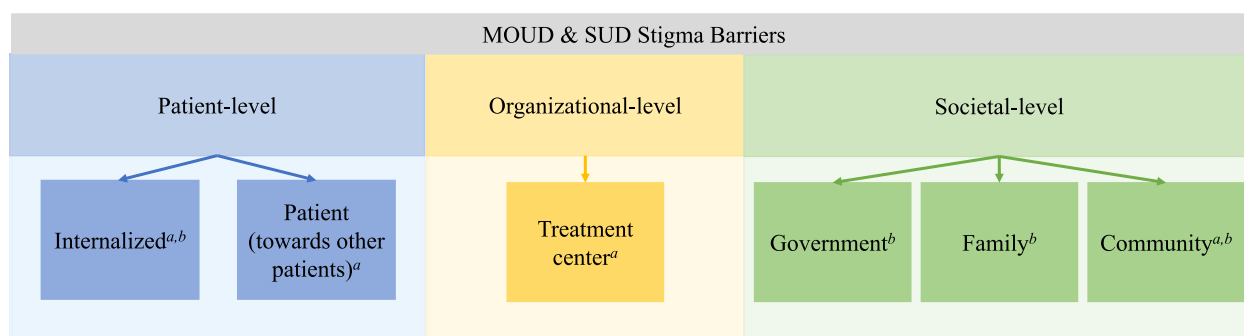 MOUD & SUD Stigma Barriers
Patient-level
Organizational-level
Societal-level
Internalized^a,b
Patient
(towards other
patients)^a
Treatment
center^a
Government^b
Family^b
Community^a,b